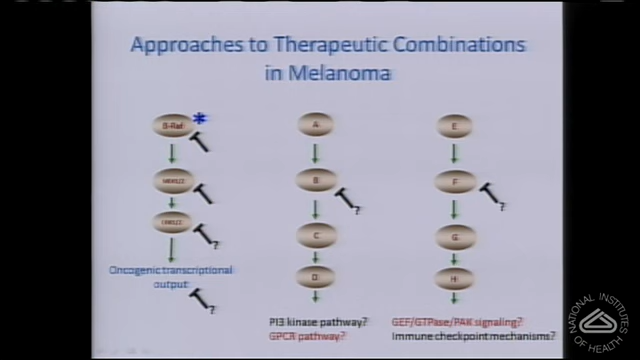 Approaches to Therapeutic Combinations
in Melanoma
B-Raf
*
A
E
B
F
?
?
?
C
G
D
H
Oncogenic transcriptional
output
?
PI3 kinase pathway?
GPCR pathway?
GEF/GTPase/PAK signaling?
Immune checkpoint mechanisms?
NATIONAL INSTITUTES
OF HEALTH